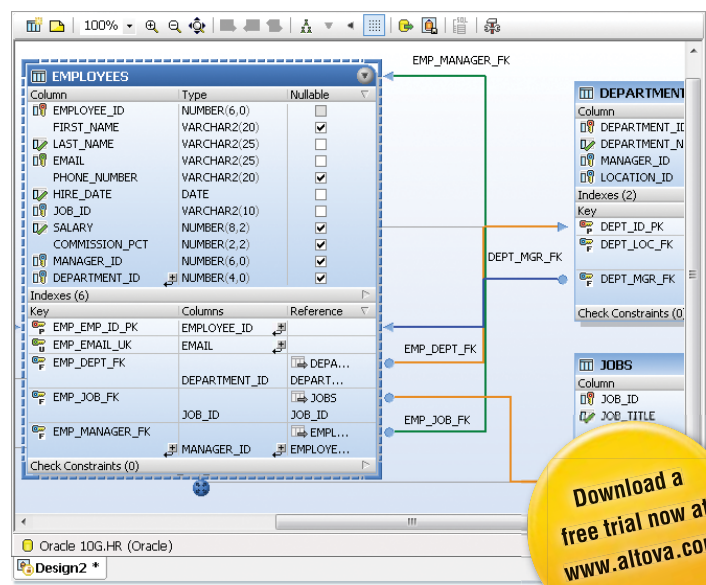 100%
EMP_MANAGER_FK
EMPLOYEES
Column Type Nullable
EMPLOYEE_ID NUMBER(6,0)
FIRST_NAME VARCHAR2(20)
LAST_NAME VARCHAR2(25)
EMAIL VARCHAR2(25)
PHONE_NUMBER VARCHAR2(20)
HIRE_DATE DATE
JOB_ID VARCHAR2(10)
SALARY NUMBER(8,2)
COMMISSION_PCT NUMBER(2,2)
MANAGER_ID NUMBER(6,0)
DEPARTMENT_ID NUMBER(4,0)
Indexes (6)
Key Columns Reference
EMP_EMP_ID_PK EMPLOYEE_ID
EMP_EMAIL_UK EMAIL
EMP_DEPT_FK DEPA...
DEPARTMENT_ID DEPART...
EMP_JOB_FK JOBS
JOB_ID JOB_ID
EMP_MANAGER_FK EMPL...
MANAGER_ID EMPLOYE...
Check Constraints (0)
DEPT_MGR_FK
EMP_DEPT_FK
EMP_JOB_FK
DEPARTMENT
Column
DEPARTMENT_ID
DEPARTMENT_N
MANAGER_ID
LOCATION_ID
Indexes (2)
Key
DEPT_ID_PK
DEPT_LOC_FK
DEPT_MGR_FK
Check Constraints (0)
JOBS
Column
JOB_ID
JOB_TITLE
Download a
free trial now at
www.altova.com
Oracle 10G.HR (Oracle)
Design2 *